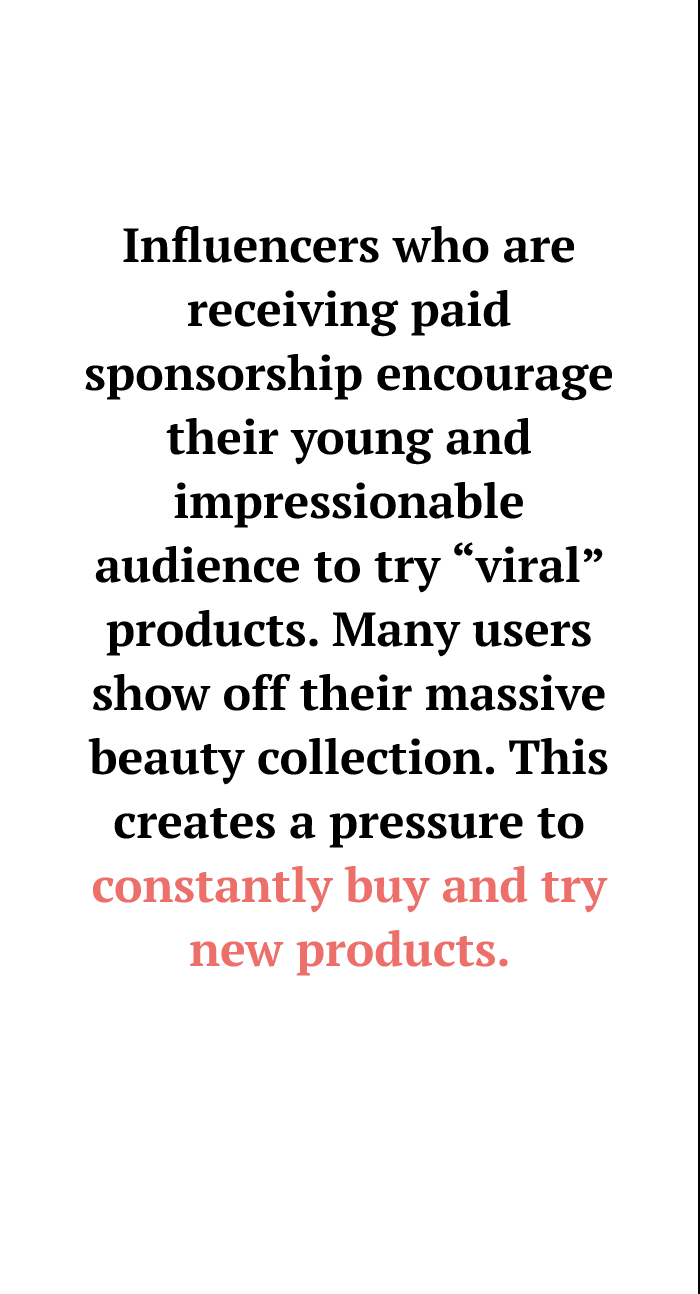 Influencers who are
receiving paid
sponsorship encourage
their young and
impressionable
audience to try “viral”
products. Many users
show off their massive
beauty collection. This
creates a pressure to
constantly buy and try
new products.